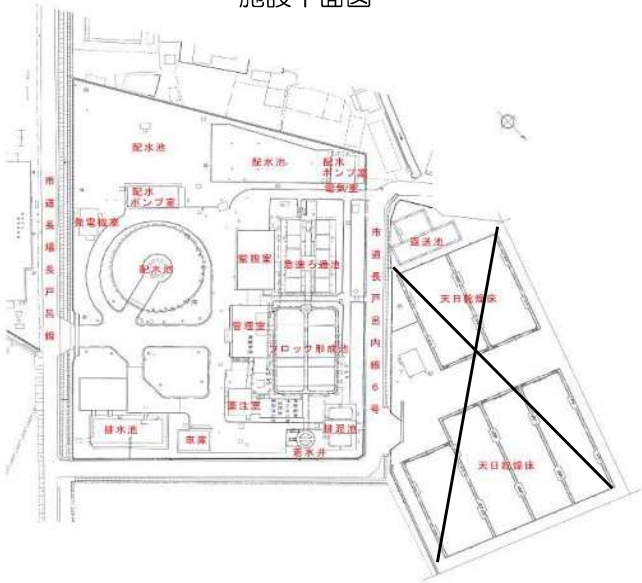 施設平面図
配水池
配水池
配水
ポンプ室
電気室
配水
ポンプ室
発電機室
配水池
監視室
急速ろ過池
返送池
天日乾燥床
管理室
フロック形成池
薬注室
排水池
車庫
排泥池
着水井
天日乾燥床
市道長場長戸呂線
市道長戸呂内線6号